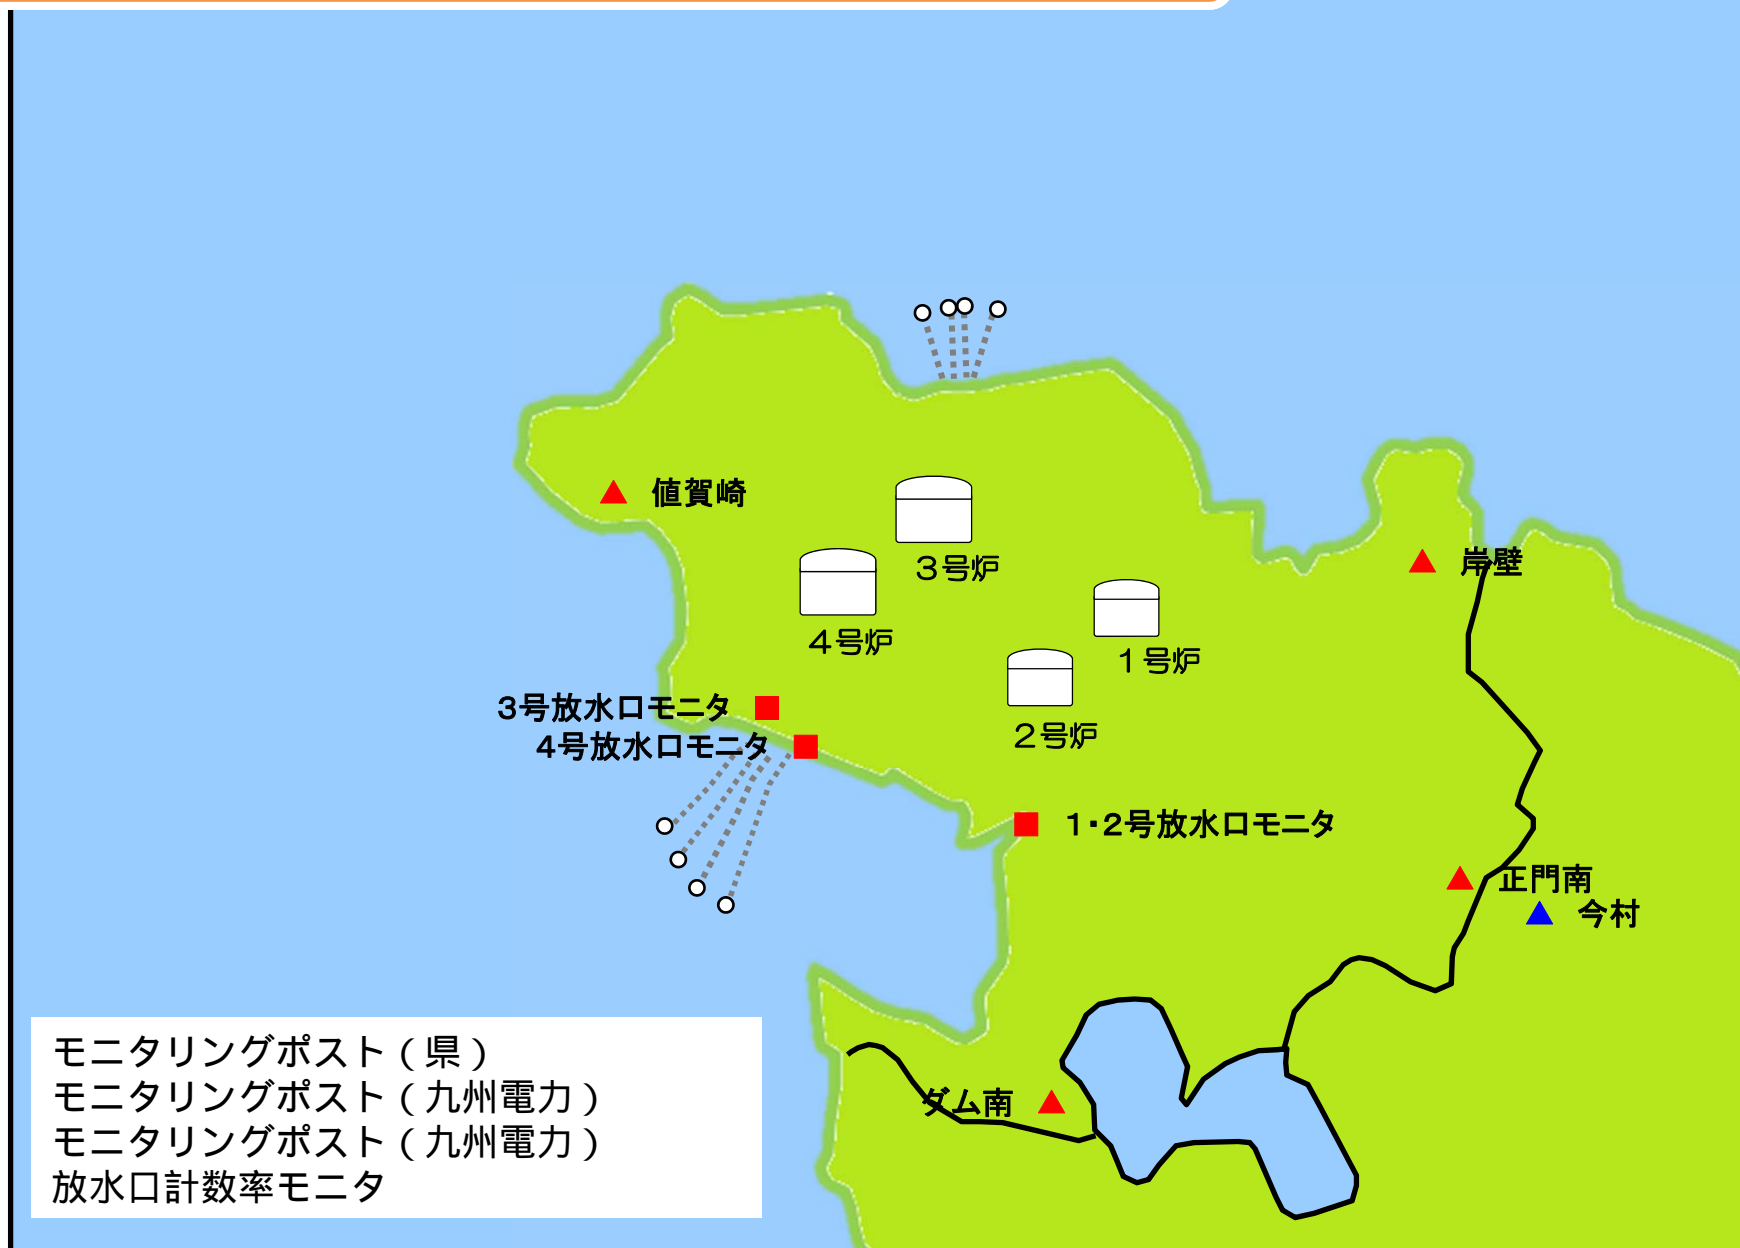 値賀崎
3号炉
岸壁
4号炉
1号炉
3号放水口モニタ
2号炉
4号放水口モニタ
1・2号放水口モニタ
正門南
今村
モニタリングポスト（県）
モニタリングポスト（九州電力）
ダム南
モニタリングポスト（九州電力）
放水口計数率モニタ